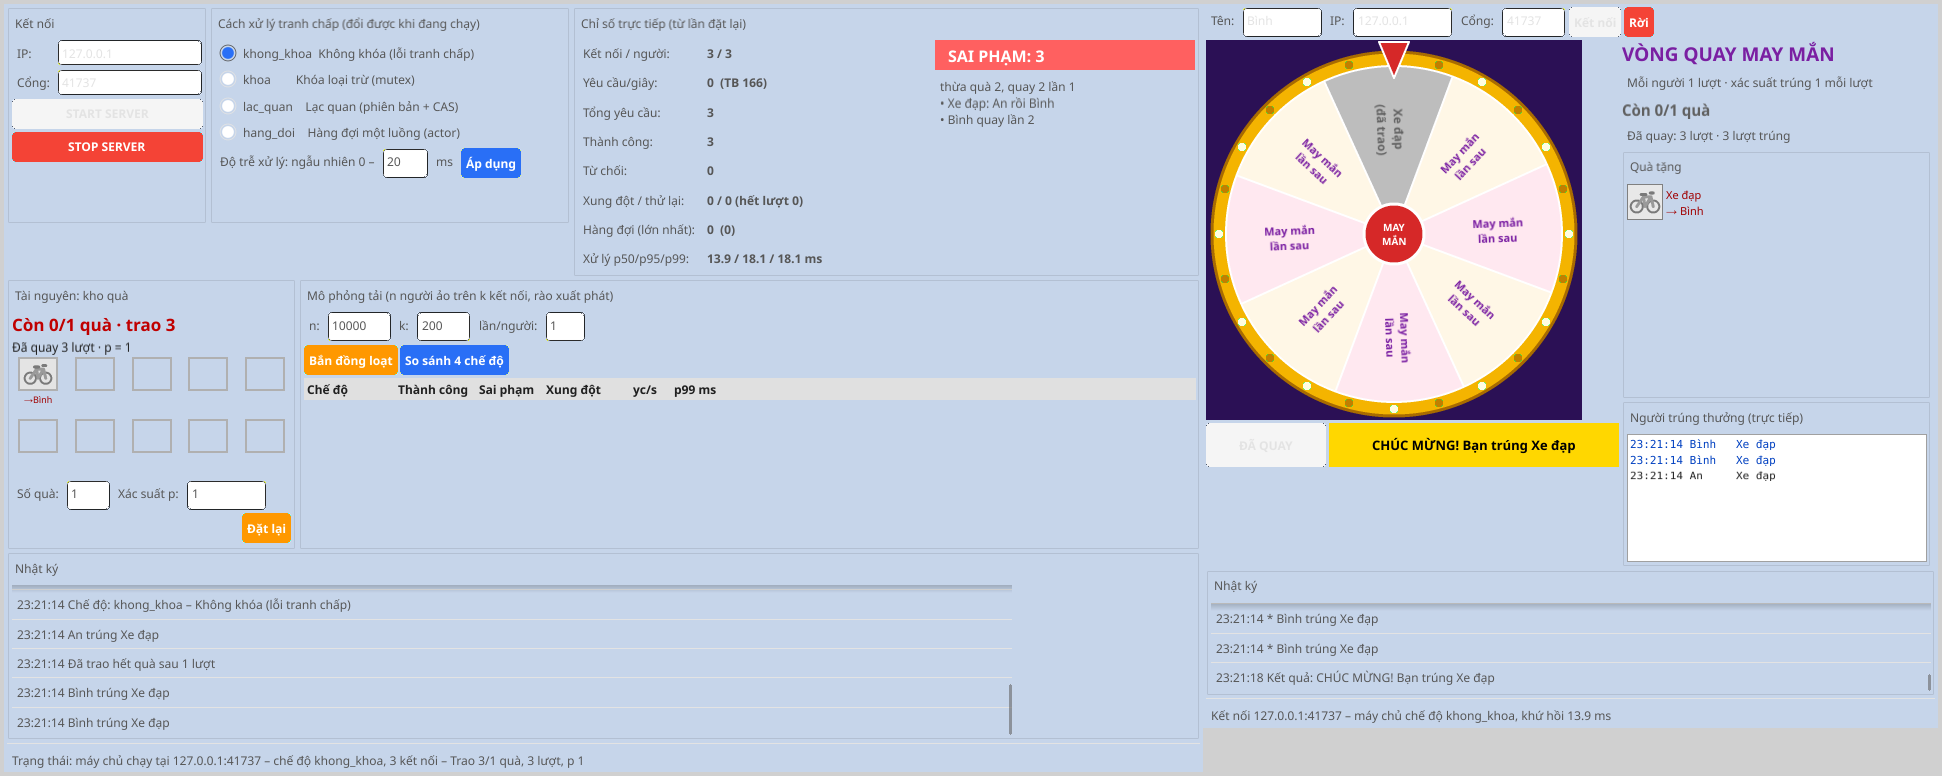 Kết nối
IP: 127.0.0.1
Cổng: 41737
START SERVER
STOP SERVER
Cách xử lý tranh chấp (đổi được khi đang chạy)
khong_khoa Không khóa (lỗi tranh chấp)
khoa Khóa loại trừ (mutex)
lac_quan Lạc quan (phiên bản + CAS)
hang_doi Hàng đợi một luồng (actor)
Độ trễ xử lý: ngẫu nhiên 0 – 20 ms Áp dụng
Chỉ số trực tiếp (từ lần đặt lại)
Kết nối / người: 3 / 3
Yêu cầu/giây: 0 (TB 166)
Tổng yêu cầu: 3
Thành công: 3
Từ chối: 0
Xung đột / thử lại: 0 / 0 (hết lượt 0)
Hàng đợi (lớn nhất): 0 (0)
Xử lý p50/p95/p99: 13.9 / 18.1 / 18.1 ms
SAI PHẠM: 3
thừa quà 2, quay 2 lần 1
• Xe đạp: An rồi Bình
• Bình quay lần 2
Tài nguyên: kho quà
Còn 0/1 quà · trao 3
Đã quay 3 lượt · p = 1
→Bình
Số quà: 1 Xác suất p: 1
Đặt lại
Mô phỏng tải (n người ảo trên k kết nối, rào xuất phát)
n: 10000 k: 200 lần/người: 1
Bắn đồng loạt So sánh 4 chế độ
Chế độ Thành công Sai phạm Xung đột yc/s p99 ms
Nhật ký
23:21:14 Chế độ: khong_khoa – Không khóa (lỗi tranh chấp)
23:21:14 An trúng Xe đạp
23:21:14 Đã trao hết quà sau 1 lượt
23:21:14 Bình trúng Xe đạp
23:21:14 Bình trúng Xe đạp
Trạng thái: máy chủ chạy tại 127.0.0.1:41737 – chế độ khong_khoa, 3 kết nối – Trao 3/1 quà, 3 lượt, p 1
Tên: Bình IP: 127.0.0.1 Cổng: 41737 Kết nối Rời
Xe đạp
(đã trao)
May mắn
lần sau
May mắn
lần sau
May mắn
lần sau
May mắn
lần sau
May mắn
lần sau
May mắn
lần sau
May mắn
lần sau
MAY
MẮN
ĐÃ QUAY
CHÚC MỪNG! Bạn trúng Xe đạp
VÒNG QUAY MAY MẮN
Mỗi người 1 lượt · xác suất trúng 1 mỗi lượt
Còn 0/1 quà
Đã quay: 3 lượt · 3 lượt trúng
Quà tặng
Xe đạp
→ Bình
Người trúng thưởng (trực tiếp)
23:21:14 Bình Xe đạp
23:21:14 Bình Xe đạp
23:21:14 An Xe đạp
Nhật ký
23:21:14 * Bình trúng Xe đạp
23:21:14 * Bình trúng Xe đạp
23:21:18 Kết quả: CHÚC MỪNG! Bạn trúng Xe đạp
Kết nối 127.0.0.1:41737 – máy chủ chế độ khong_khoa, khứ hồi 13.9 ms